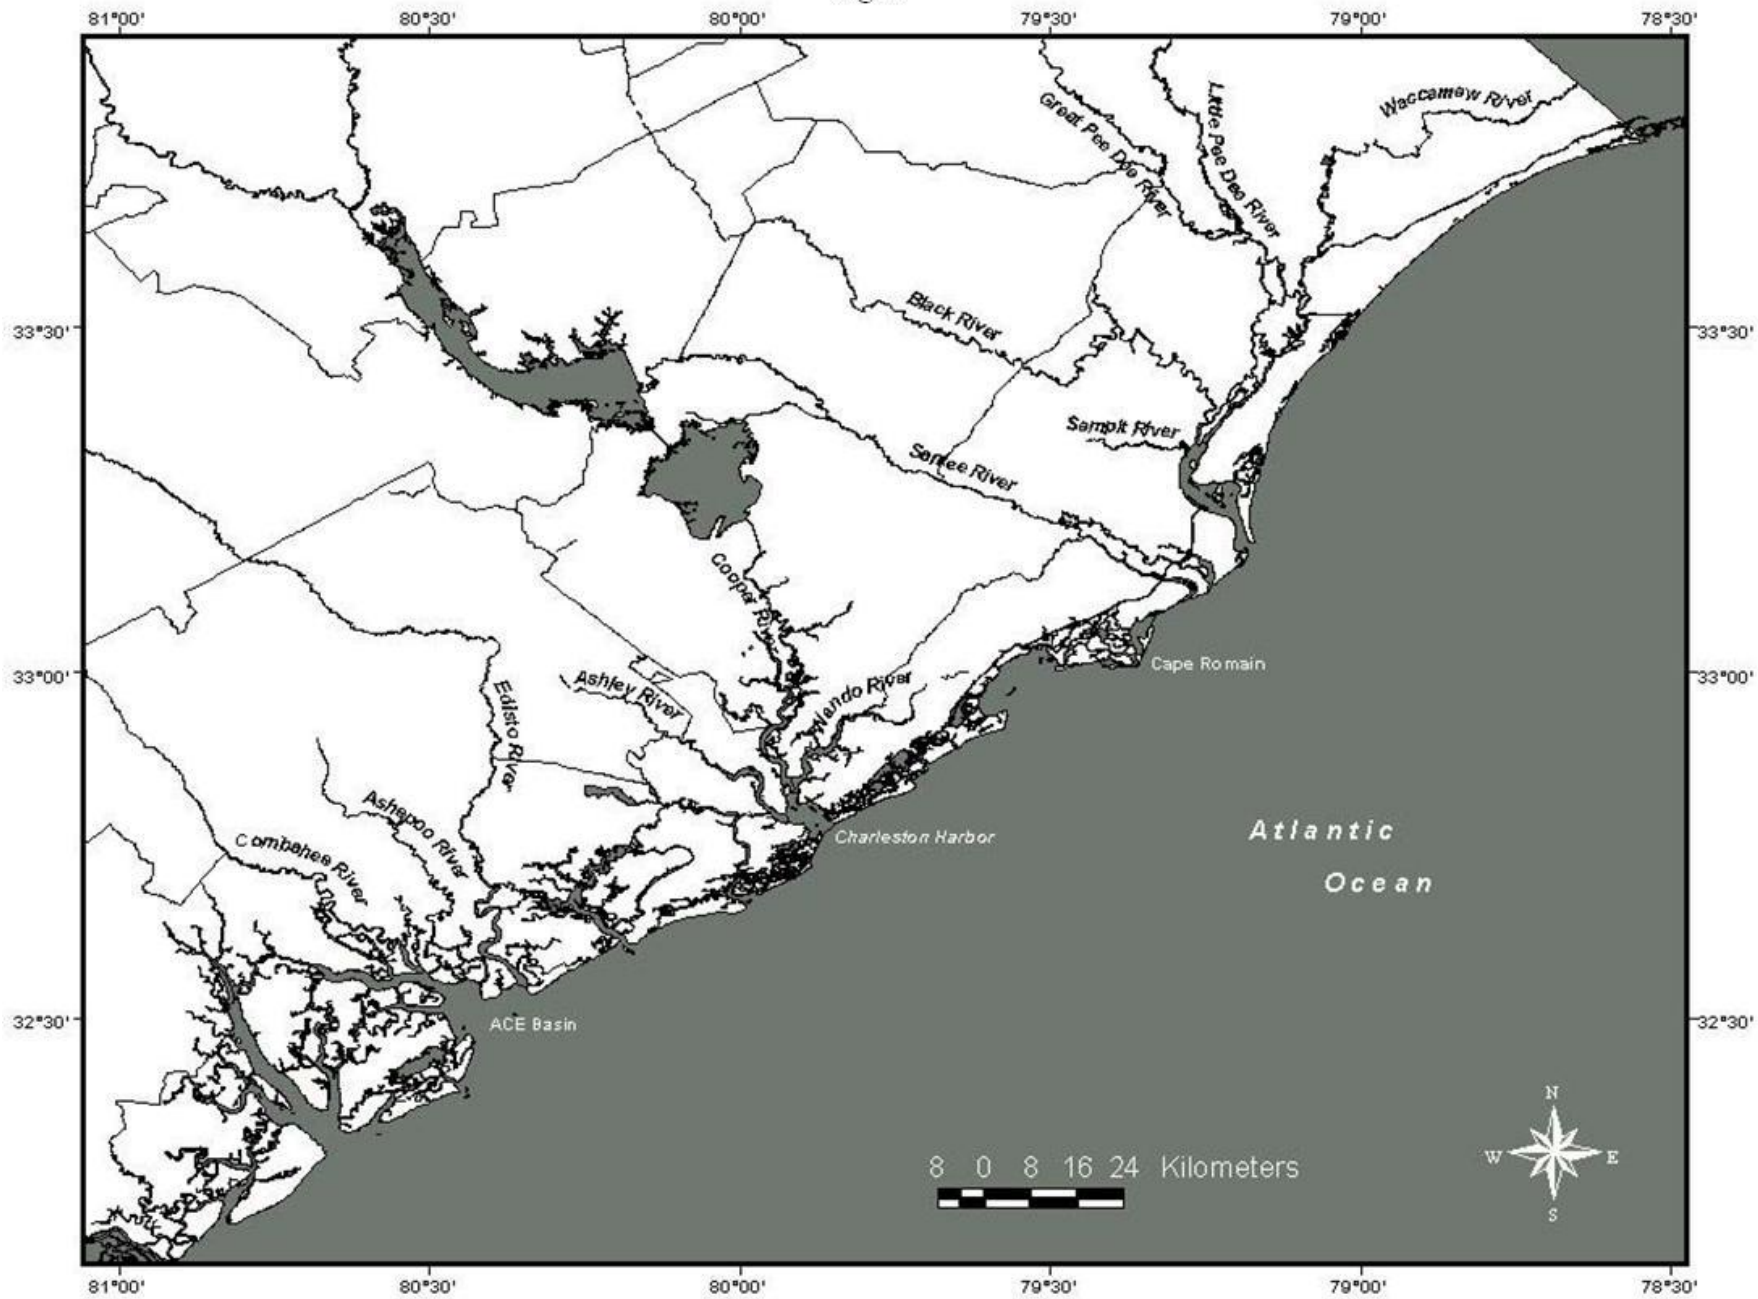 81°00' 80°30' 80°00' 79°30' 79°00' 78°30'
Waccamaw River
Great Pee Dee River
Little Pee Dee River
33°30' 33°30'
Black River
Sampit River
Santee River
Cooper River
33°00' 33°00'
Cape Romain
Ashley River
Wando River
Edisto River
Ashepoo River
Combahee River
Charleston Harbor
Atlantic
Ocean
32°30' 32°30'
ACE Basin
N
W E
S
8 0 8 16 24 Kilometers
81°00' 80°30' 80°00' 79°30' 79°00' 78°30'